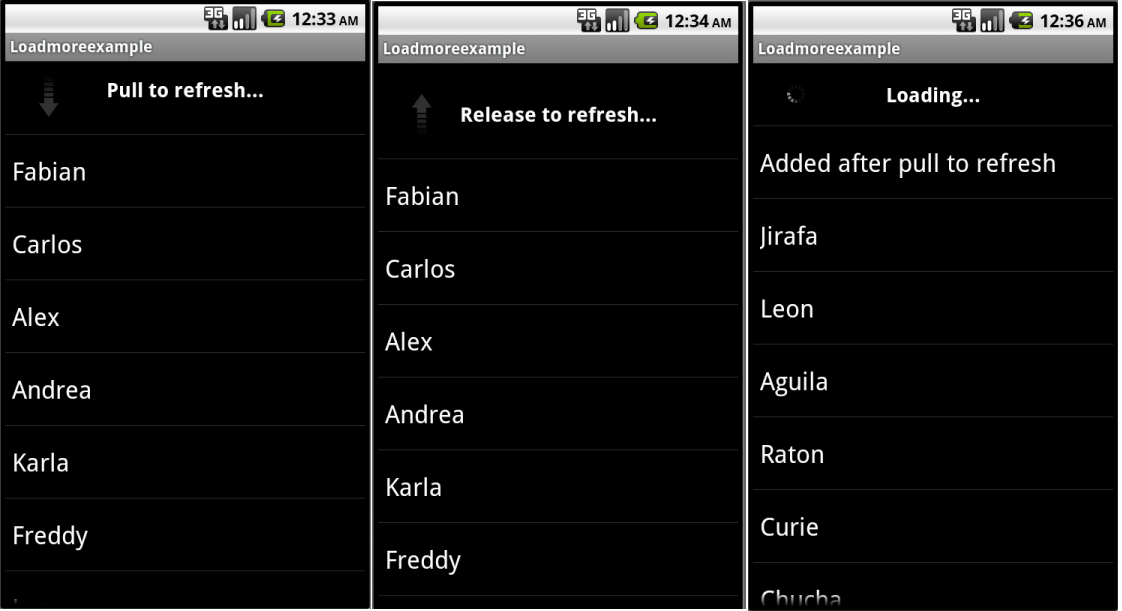 3G 12:33 AM
Loadmoreexample
Pull to refresh...
Fabian
Carlos
Alex
Andrea
Karla
Freddy
3G 12:34 AM
Loadmoreexample
Release to refresh...
Fabian
Carlos
Alex
Andrea
Karla
Freddy
3G 12:36 AM
Loadmoreexample
Loading...
Added after pull to refresh
Jirafa
Leon
Aguila
Raton
Curie
Chucha